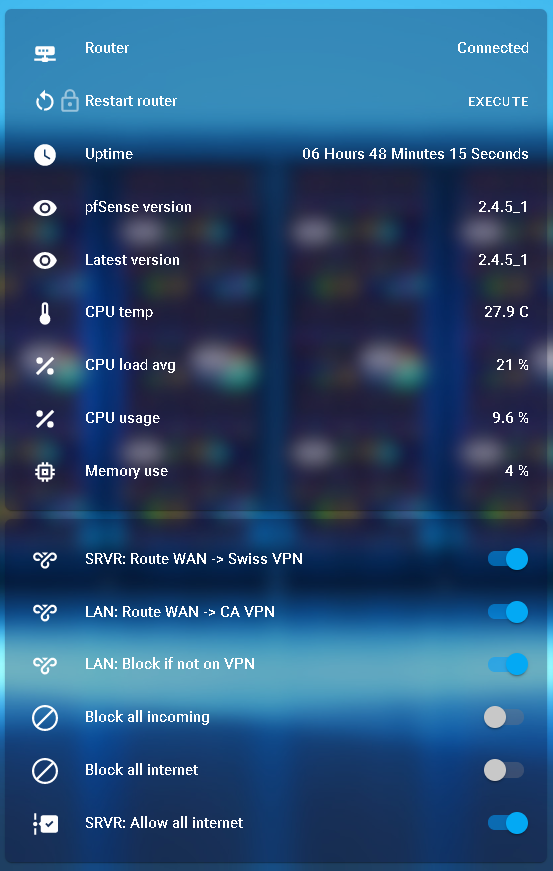 Router Connected
Restart router EXECUTE
Uptime 06 Hours 48 Minutes 15 Seconds
pfSense version 2.4.5_1
Latest version 2.4.5_1
CPU temp 27.9 C
CPU load avg 21 %
CPU usage 9.6 %
Memory use 4 %
SRVR: Route WAN -> Swiss VPN
LAN: Route WAN -> CA VPN
LAN: Block if not on VPN
Block all incoming
Block all internet
SRVR: Allow all internet